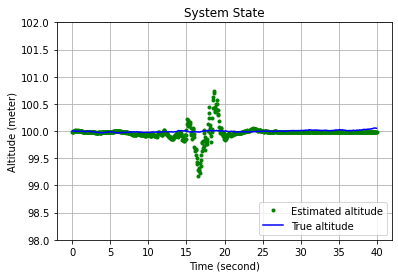 System State
102.0
101.5
101.0
100.5
100.0
99.5
99.0
98.5
98.0
Altitude (meter)
Estimated altitude
True altitude
0 5 10 15 20 25 30 35 40
Time (second)